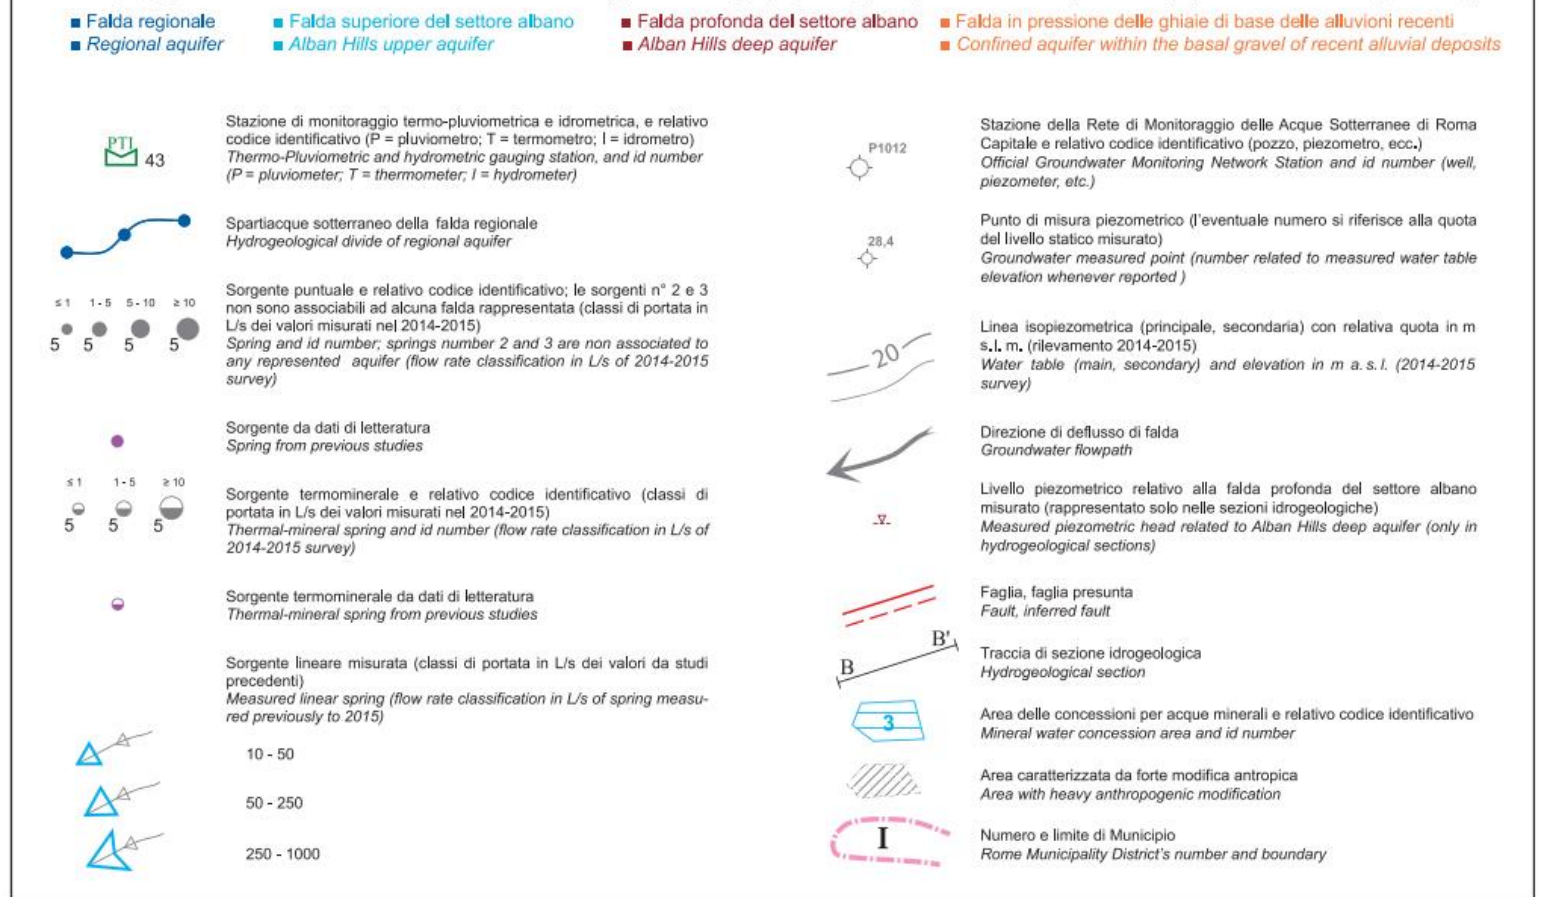 ■ Falda regionale
■ Regional aquifer
■ Falda superiore del settore albano
■ Alban Hills upper aquifer
■ Falda profonda del settore albano
■ Alban Hills deep aquifer
■ Falda in pressione delle ghiaie di base delle alluvioni recenti
■ Confined aquifer within the basal gravel of recent alluvial deposits
PTI
43
Stazione di monitoraggio termo-pluviometrica e idrometrica, e relativo
codice identificativo (P = pluviometro; T = termometro; I = idrometro)
Thermo-Pluviometric and hydrometric gauging station, and id number
(P = pluviometer; T = thermometer; I = hydrometer)
Spartiacque sotterraneo della falda regionale
Hydrogeological divide of regional aquifer
≤ 1 1 - 5 5 - 10 ≥ 10
5 5 5 5
Sorgente puntuale e relativo codice identificativo; le sorgenti n° 2 e 3
non sono associabili ad alcuna falda rappresentata (classi di portata in
L/s dei valori misurati nel 2014-2015)
Spring and id number; springs number 2 and 3 are non associated to
any represented aquifer (flow rate classification in L/s of 2014-2015
survey)
Sorgente da dati di letteratura
Spring from previous studies
≤ 1 1 - 5 ≥ 10
5 5 5
Sorgente termominerale e relativo codice identificativo (classi di
portata in L/s dei valori misurati nel 2014-2015)
Thermal-mineral spring and id number (flow rate classification in L/s of
2014-2015 survey)
Sorgente termominerale da dati di letteratura
Thermal-mineral spring from previous studies
Sorgente lineare misurata (classi di portata in L/s dei valori da studi
precedenti)
Measured linear spring (flow rate classification in L/s of spring measu-
red previously to 2015)
10 - 50
50 - 250
250 - 1000
P1012
Stazione della Rete di Monitoraggio delle Acque Sotterranee di Roma
Capitale e relativo codice identificativo (pozzo, piezometro, ecc.)
Official Groundwater Monitoring Network Station and id number (well,
piezometer, etc.)
28,4
Punto di misura piezometrico (l'eventuale numero si riferisce alla quota
del livello statico misurato)
Groundwater measured point (number related to measured water table
elevation whenever reported )
20
Linea isopiezometrica (principale, secondaria) con relativa quota in m
s.l. m. (rilevamento 2014-2015)
Water table (main, secondary) and elevation in m a. s. l. (2014-2015
survey)
Direzione di deflusso di falda
Groundwater flowpath
Livello piezometrico relativo alla falda profonda del settore albano
misurato (rappresentato solo nelle sezioni idrogeologiche)
Measured piezometric head related to Alban Hills deep aquifer (only in
hydrogeological sections)
Faglia, faglia presunta
Fault, inferred fault
B B'
Traccia di sezione idrogeologica
Hydrogeological section
3
Area delle concessioni per acque minerali e relativo codice identificativo
Mineral water concession area and id number
Area caratterizzata da forte modifica antropica
Area with heavy anthropogenic modification
I
Numero e limite di Municipio
Rome Municipality District's number and boundary